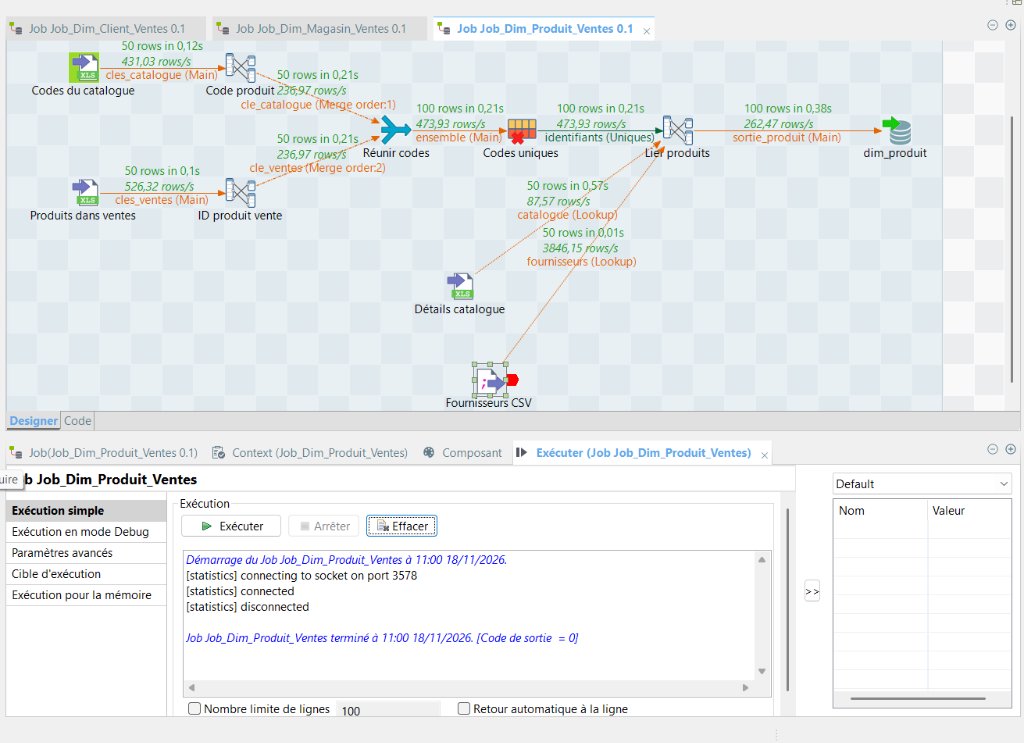 Job Job_Dim_Client_Ventes 0.1
Job Job_Dim_Magasin_Ventes 0.1
Job Job_Dim_Produit_Ventes 0.1
50 rows in 0,12s
431,03 rows/s
cles_catalogue (Main)
XLS
Codes du catalogue
Code produit
50 rows in 0,21s
236,97 rows/s
cle_catalogue (Merge order:1)
50 rows in 0,21s
236,97 rows/s
cle_ventes (Merge order:2)
Réunir codes
100 rows in 0,21s
473,93 rows/s
ensemble (Main)
Codes uniques
100 rows in 0,21s
473,93 rows/s
identifiants (Uniques)
Lier produits
100 rows in 0,38s
262,47 rows/s
sortie_produit (Main)
dim_produit
50 rows in 0,1s
526,32 rows/s
cles_ventes (Main)
XLS
Produits dans ventes
ID produit vente
50 rows in 0,57s
87,57 rows/s
catalogue (Lookup)
50 rows in 0,01s
3846,15 rows/s
fournisseurs (Lookup)
XLS
Détails catalogue
Fournisseurs CSV
Designer
Code
Job(Job_Dim_Produit_Ventes 0.1)
Context (Job_Dim_Produit_Ventes)
Composant
Exécuter (Job Job_Dim_Produit_Ventes)
uire
b Job_Dim_Produit_Ventes
Default
Exécution simple
Exécution en mode Debug
Paramètres avancés
Cible d'exécution
Exécution pour la mémoire
Exécution
Exécuter
Arrêter
Effacer
Démarrage du Job Job_Dim_Produit_Ventes à 11:00 18/11/2026.
[statistics] connecting to socket on port 3578
[statistics] connected
[statistics] disconnected
Job Job_Dim_Produit_Ventes terminé à 11:00 18/11/2026. [Code de sortie  = 0]
Nombre limite de lignes
100
Retour automatique à la ligne
>>
Nom
Valeur